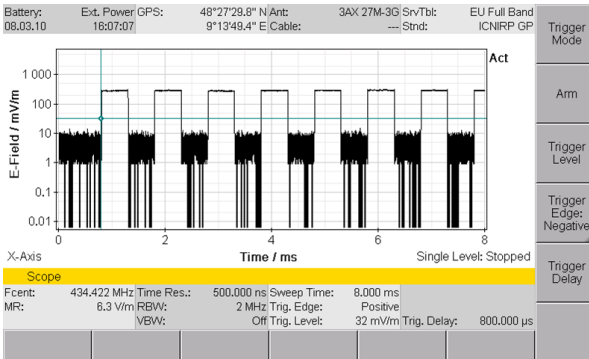 Battery: Ext. Power GPS: 48°27'29.8" N Ant: 3AX 27M-3G SrvTbl: EU Full Band
08.03.10 16:07:07 9°13'49.4" E Cable: --- Stnd: ICNIRP GP
Trigger Mode
Arm
Trigger Level
Trigger Edge: Negative
Trigger Delay
Act
E-Field / mV/m
1 000
100
10
1
0.1
0.01
0 2 4 6 8
X-Axis Time / ms Single Level: Stopped
Scope
Fcent: 434.422 MHz Time Res.: 500.000 ns Sweep Time: 8.000 ms
MR: 6.3 V/m RBW: 2 MHz Trig. Edge: Positive
VBW: Off Trig. Level: 32 mV/m Trig. Delay: 800.000 µs